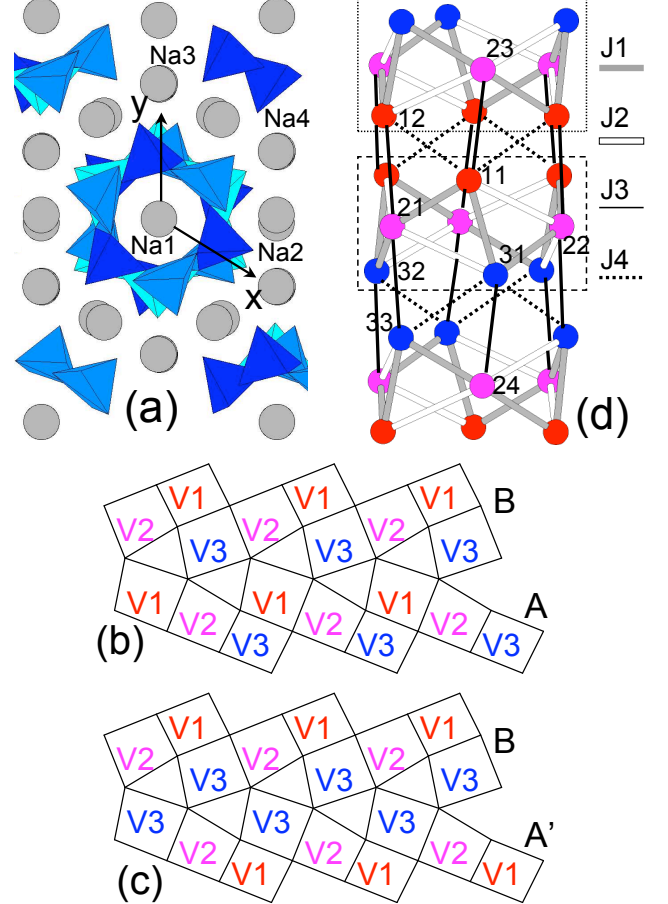 Na3
Na4
y
Na1
Na2
x
(a)
23
12
11
21
31
22
32
33
24
(d)
J1
J2
J3
J4
V1 V1 V1 B
V2 V2 V2
V3 V3 V3
A
V1 V1 V1
V2 V2 V2
V3 V3 V3
(b)
V1 V1 V1 B
V2 V2 V2
V3 V3 V3
A'
V3 V3 V3
V2 V2 V2
V1 V1 V1
(c)